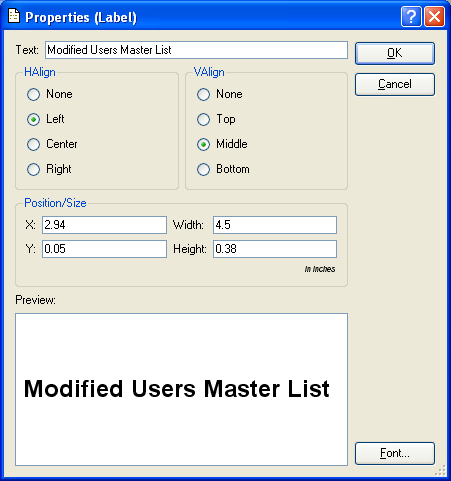 Properties (Label)
Text: Modified Users Master List
OK
Cancel
HAlign
None
Left
Center
Right
VAlign
None
Top
Middle
Bottom
Position/Size
X: 2.94 Width: 4.5
Y: 0.05 Height: 0.38
in inches
Preview:
Modified Users Master List
Font...